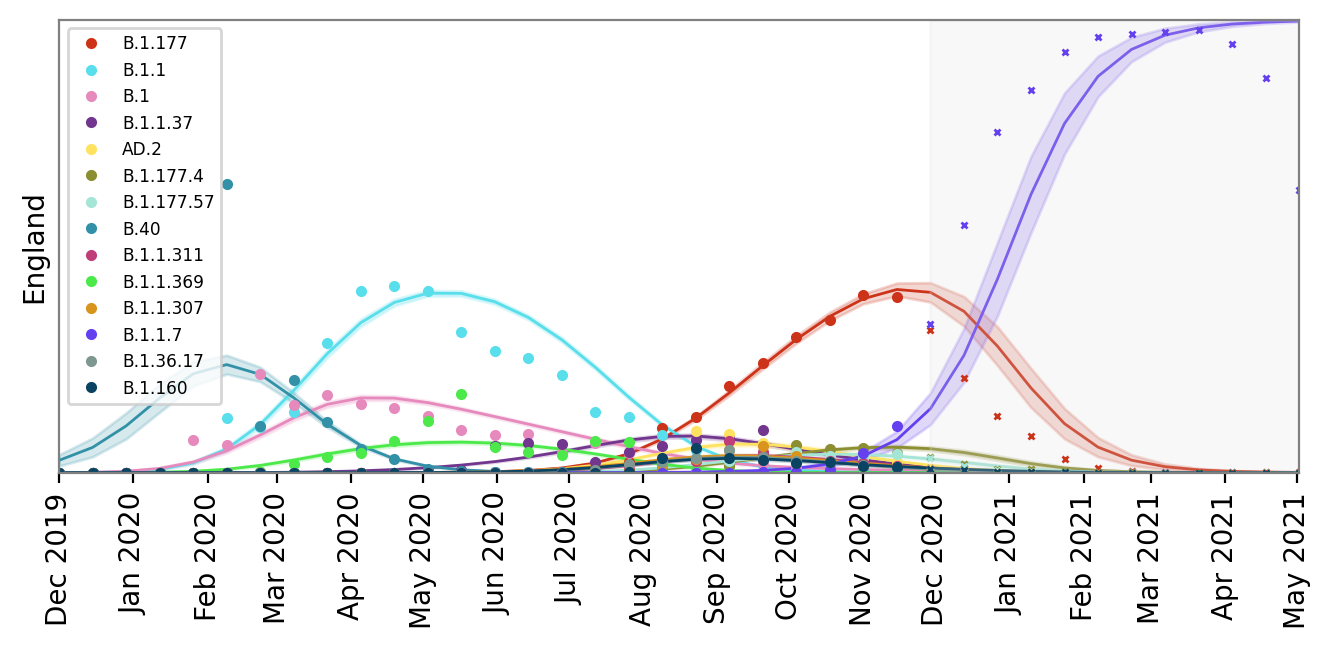 B.1.177
B.1.1
B.1
B.1.1.37
AD.2
B.1.177.4
B.1.177.57
B.40
B.1.1.311
B.1.1.369
B.1.1.307
B.1.1.7
B.1.36.17
B.1.160
England
Dec 2019
Jan 2020
Feb 2020
Mar 2020
Apr 2020
May 2020
Jun 2020
Jul 2020
Aug 2020
Sep 2020
Oct 2020
Nov 2020
Dec 2020
Jan 2021
Feb 2021
Mar 2021
Apr 2021
May 2021